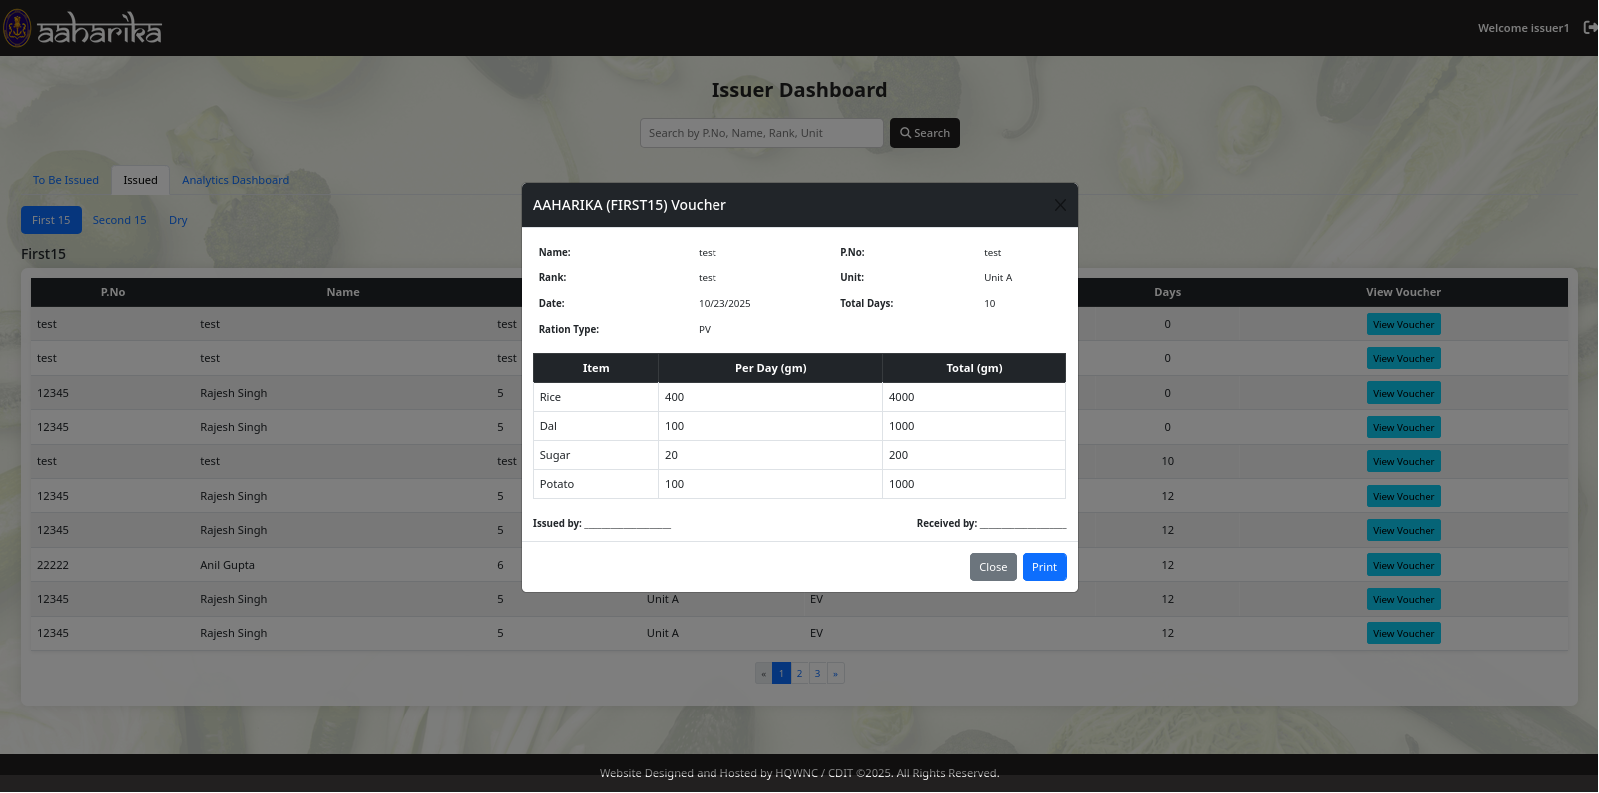 aaharika
Welcome issuer1
Issuer Dashboard
Search by P.No, Name, Rank, Unit
Search
To Be Issued Issued Analytics Dashboard
First 15 Second 15 Dry
First15
AAHARIKA (FIRST15) Voucher
Name: test P.No: test
Rank: test Unit: Unit A
Date: 10/23/2025 Total Days: 10
Ration Type: PV
Item Per Day (gm) Total (gm)
Rice 400 4000
Dal 100 1000
Sugar 20 200
Potato 100 1000
Issued by: ____________________ Received by: ____________________
Close Print
P.No Name Days View Voucher
test test test 0 View Voucher
test test test 0 View Voucher
12345 Rajesh Singh 5 0 View Voucher
12345 Rajesh Singh 5 0 View Voucher
test test test 10 View Voucher
12345 Rajesh Singh 5 12 View Voucher
12345 Rajesh Singh 5 12 View Voucher
22222 Anil Gupta 6 12 View Voucher
12345 Rajesh Singh 5 Unit A EV 12 View Voucher
12345 Rajesh Singh 5 Unit A EV 12 View Voucher
« 1 2 3 »
Website Designed and Hosted by HQWNC / CDIT ©2025. All Rights Reserved.